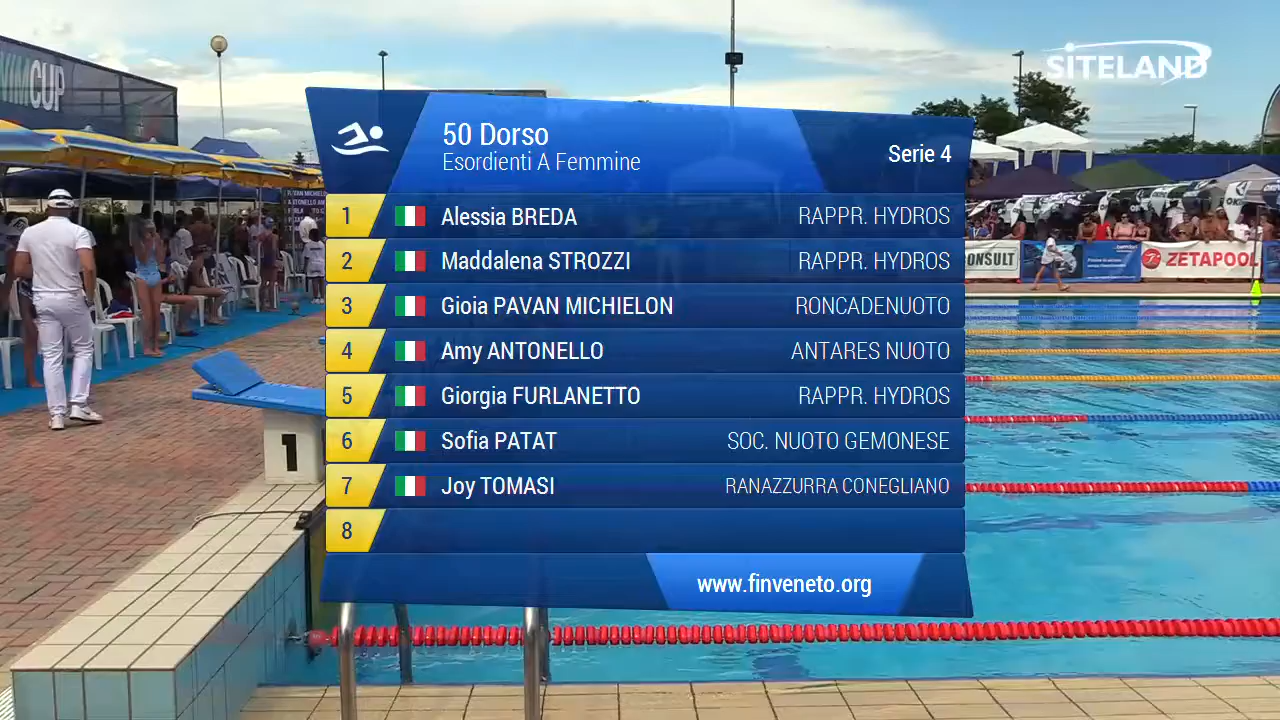 SITELAND
IMCUP
50 Dorso
Esordienti A Femmine
Serie 4
1 Alessia BREDA RAPPR. HYDROS
2 Maddalena STROZZI RAPPR. HYDROS
3 Gioia PAVAN MICHIELON RONCADENUOTO
4 Amy ANTONELLO ANTARES NUOTO
5 Giorgia FURLANETTO RAPPR. HYDROS
6 Sofia PATAT SOC. NUOTO GEMONESE
7 Joy TOMASI RANAZZURRA CONEGLIANO
8
www.finveneto.org
ONSULT
ZETAPOOL
1